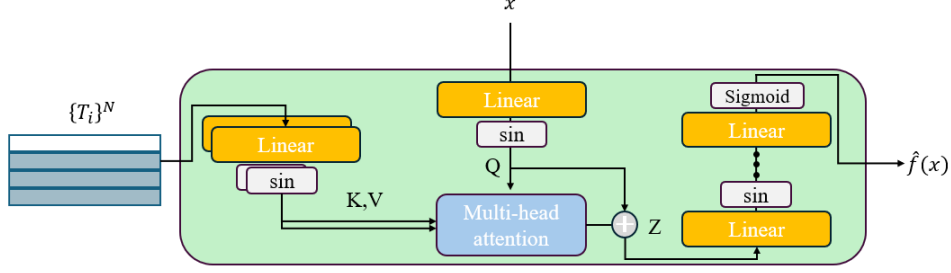 x
{T_i}^N
Linear
sin
K,V
Linear
sin
Q
Multi-head
attention
Z
Sigmoid
Linear
sin
Linear
f̂(x)